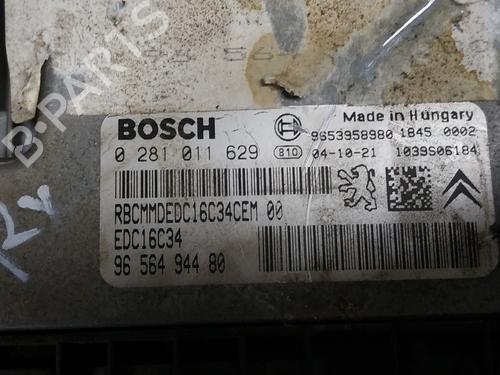 B-PARTS
BOSCH
Made in Hungary
9653958980 1845 0002
0 281 011 629 810 04-10-21 1039S06184
RBCMMDEDC16C34CEM 00
EDC16C34
96 564 944 80